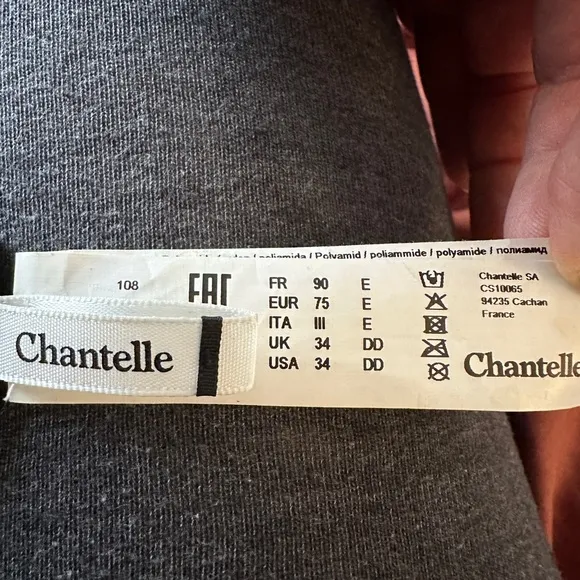 poliamida / Polyamid / poliammide / polyamide / полиамид
108
EAC
FR 90 E
EUR 75 E
ITA III E
UK 34 DD
USA 34 DD
Chantelle SA
CS10065
94235 Cachan
France
Chantelle
Chantelle